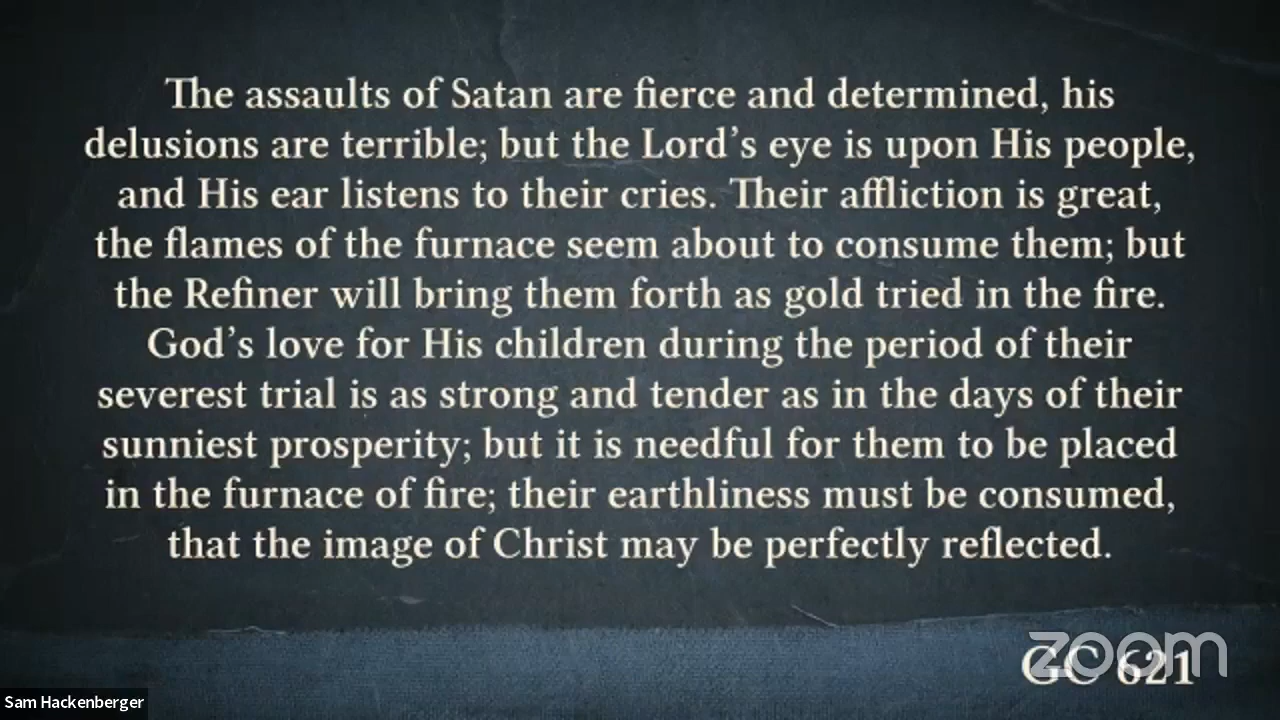 The assaults of Satan are fierce and determined, his
delusions are terrible; but the Lord’s eye is upon His people,
and His ear listens to their cries. Their affliction is great,
the flames of the furnace seem about to consume them; but
the Refiner will bring them forth as gold tried in the fire.
God’s love for His children during the period of their
severest trial is as strong and tender as in the days of their
sunniest prosperity; but it is needful for them to be placed
in the furnace of fire; their earthliness must be consumed,
that the image of Christ may be perfectly reflected.
zoom
GC 621
Sam Hackenberger